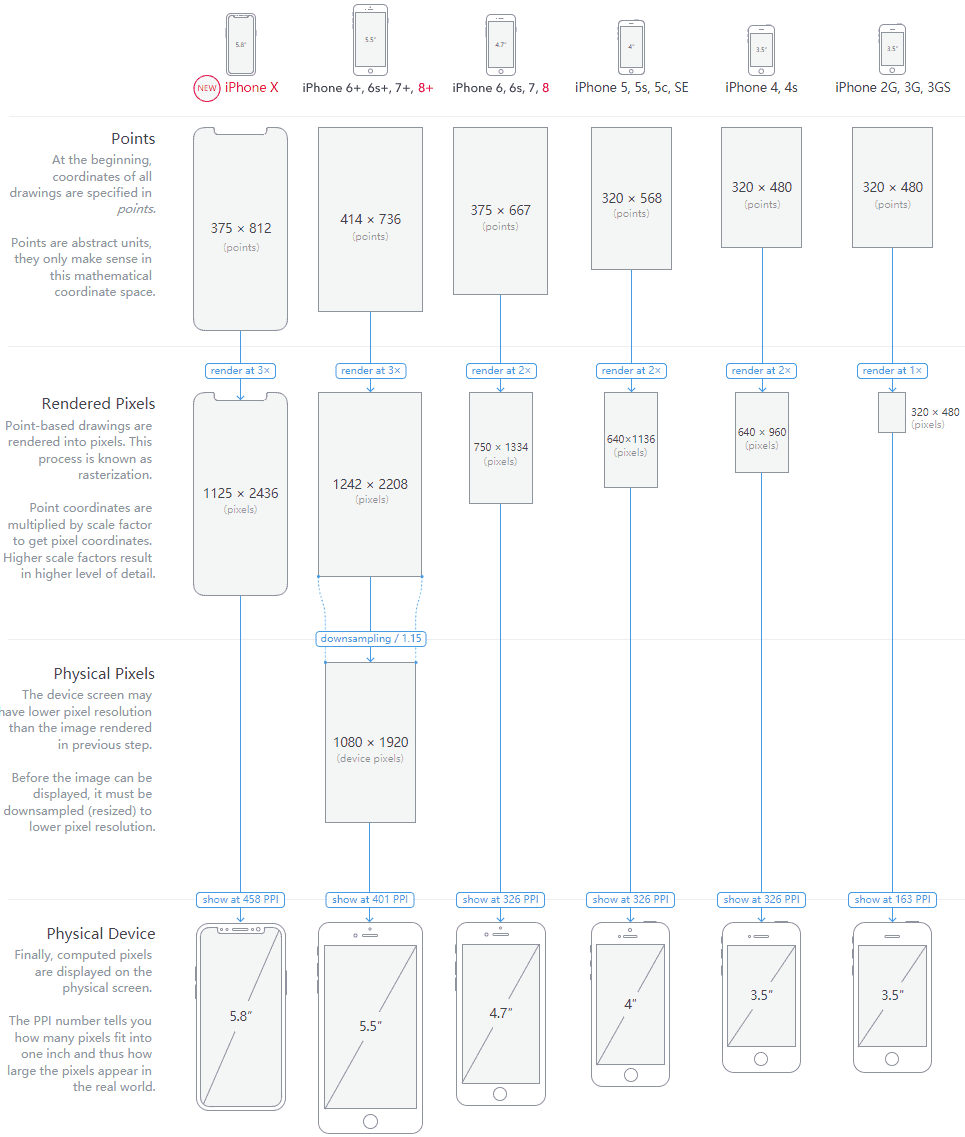 5.8"
5.5"
4.7"
4"
3.5"
3.5"
NEW iPhone X
iPhone 6+, 6s+, 7+, 8+
iPhone 6, 6s, 7, 8
iPhone 5, 5s, 5c, SE
iPhone 4, 4s
iPhone 2G, 3G, 3GS
Points
At the beginning,
coordinates of all
drawings are specified in
points.
Points are abstract units,
they only make sense in
this mathematical
coordinate space.
375 × 812
(points)
414 × 736
(points)
375 × 667
(points)
320 × 568
(points)
320 × 480
(points)
320 × 480
(points)
render at 3×
render at 3×
render at 2×
render at 2×
render at 2×
render at 1×
Rendered Pixels
Point-based drawings are
rendered into pixels. This
process is known as
rasterization.
Point coordinates are
multiplied by scale factor
to get pixel coordinates.
Higher scale factors result
in higher level of detail.
1125 × 2436
(pixels)
1242 × 2208
(pixels)
750 × 1334
(pixels)
640×1136
(pixels)
640 × 960
(pixels)
320 × 480
(pixels)
downsampling / 1.15
Physical Pixels
The device screen may
have lower pixel resolution
than the image rendered
in previous step.
Before the image can be
displayed, it must be
downsampled (resized) to
lower pixel resolution.
1080 × 1920
(device pixels)
show at 458 PPI
show at 401 PPI
show at 326 PPI
show at 326 PPI
show at 326 PPI
show at 163 PPI
Physical Device
Finally, computed pixels
are displayed on the
physical screen.
The PPI number tells you
how many pixels fit into
one inch and thus how
large the pixels appear in
the real world.
5.8"
5.5"
4.7"
4"
3.5"
3.5"